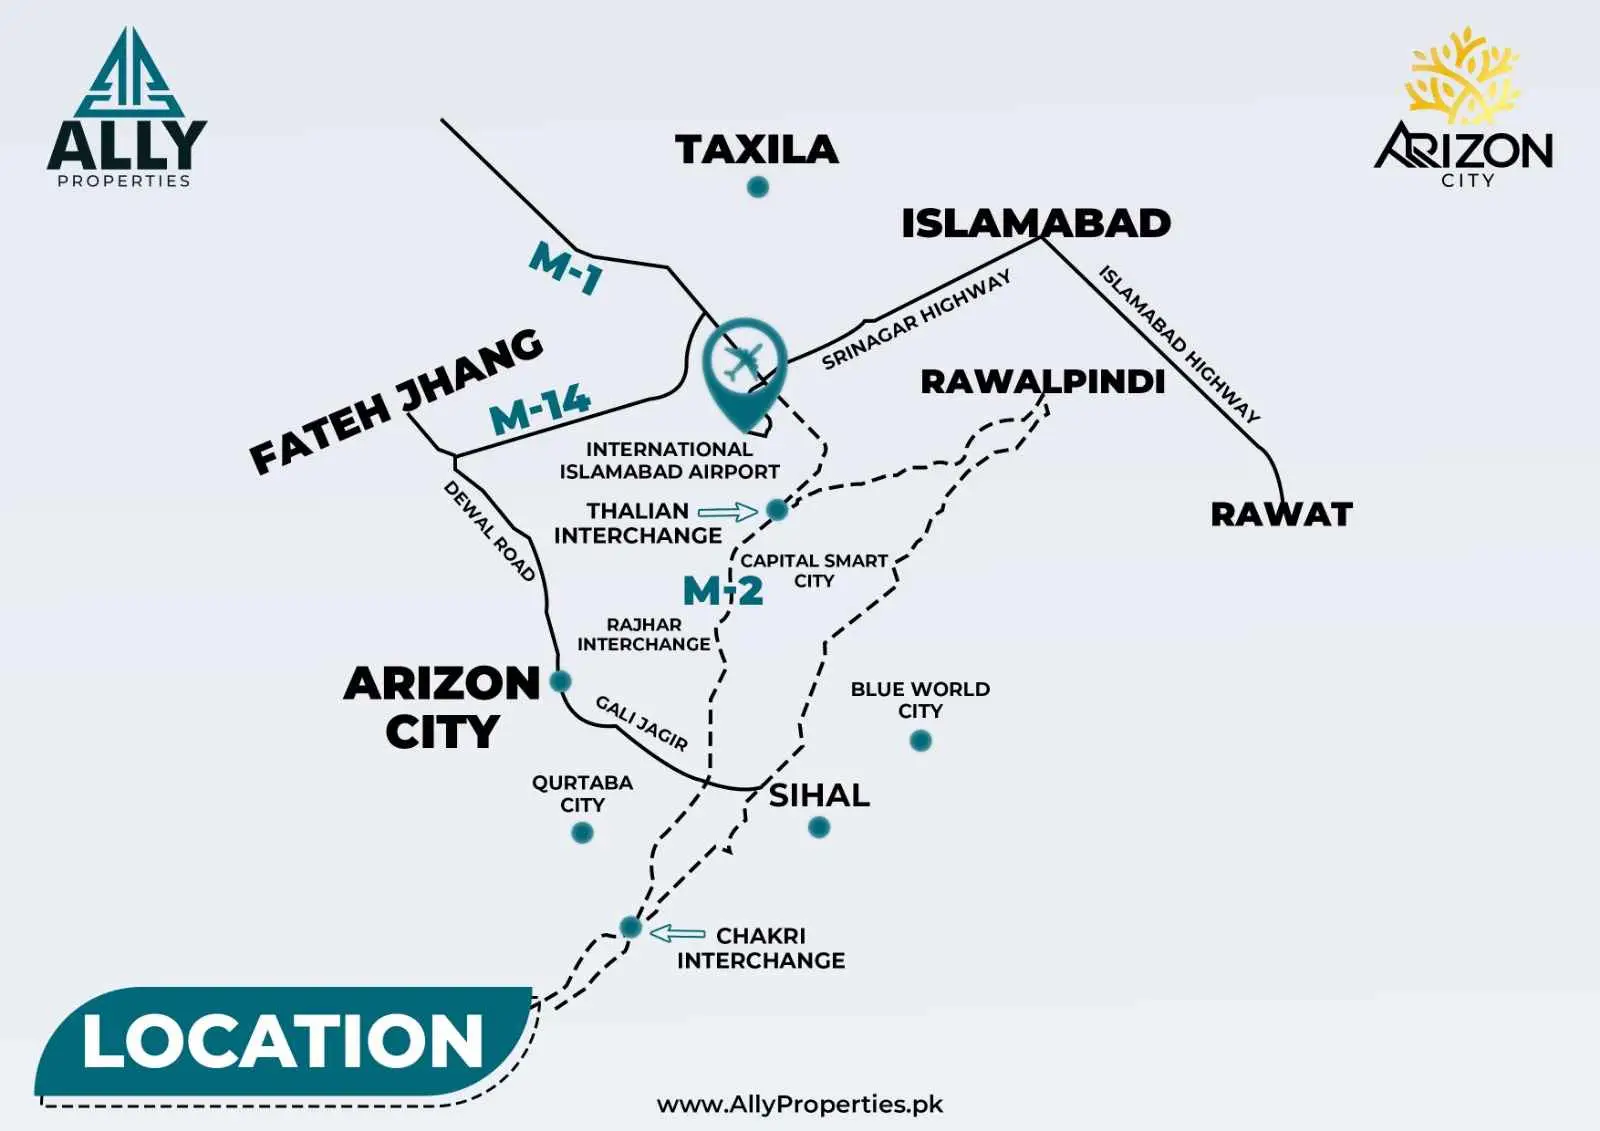 ALLY
PROPERTIES
ARIZON
CITY
TAXILA
ISLAMABAD
M-1
SRINAGAR HIGHWAY
ISLAMABAD HIGHWAY
FATEH JHANG
M-14
RAWALPINDI
INTERNATIONAL
ISLAMABAD AIRPORT
DEWAL ROAD
THALIAN
INTERCHANGE
RAWAT
CAPITAL SMART
CITY
M-2
RAJHAR
INTERCHANGE
ARIZON
CITY
GALI JAGIR
BLUE WORLD
CITY
QURTABA
CITY
SIHAL
CHAKRI
INTERCHANGE
LOCATION
www.AllyProperties.pk